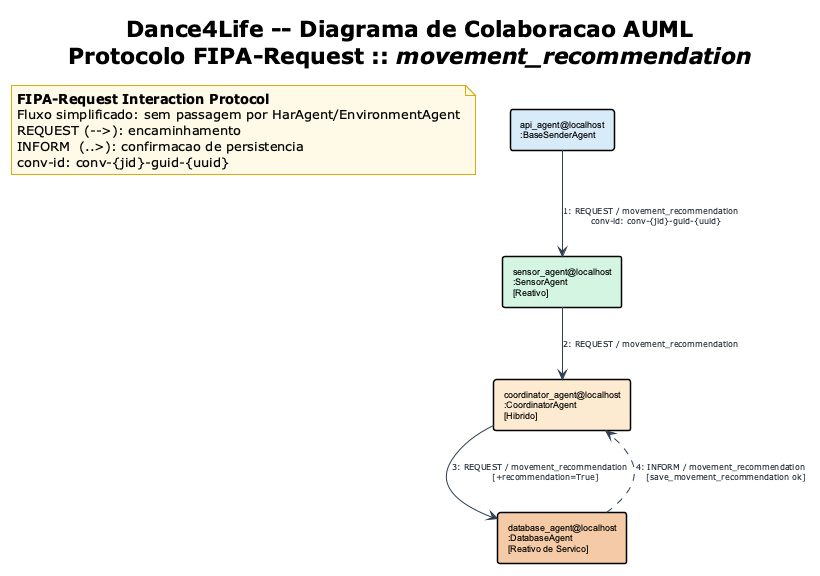 Dance4Life -- Diagrama de Colaboracao AUML
Protocolo FIPA-Request :: movement_recommendation
FIPA-Request Interaction Protocol
Fluxo simplificado: sem passagem por HarAgent/EnvironmentAgent
REQUEST (-->): encaminhamento
INFORM (..>): confirmacao de persistencia
conv-id: conv-{jid}-guid-{uuid}
api_agent@localhost
:BaseSenderAgent
1: REQUEST / movement_recommendation
conv-id: conv-{jid}-guid-{uuid}
sensor_agent@localhost
:SensorAgent
[Reativo]
2: REQUEST / movement_recommendation
coordinator_agent@localhost
:CoordinatorAgent
[Hibrido]
3: REQUEST / movement_recommendation
[+recommendation=True]
4: INFORM / movement_recommendation
[save_movement_recommendation ok]
database_agent@localhost
:DatabaseAgent
[Reativo de Servico]